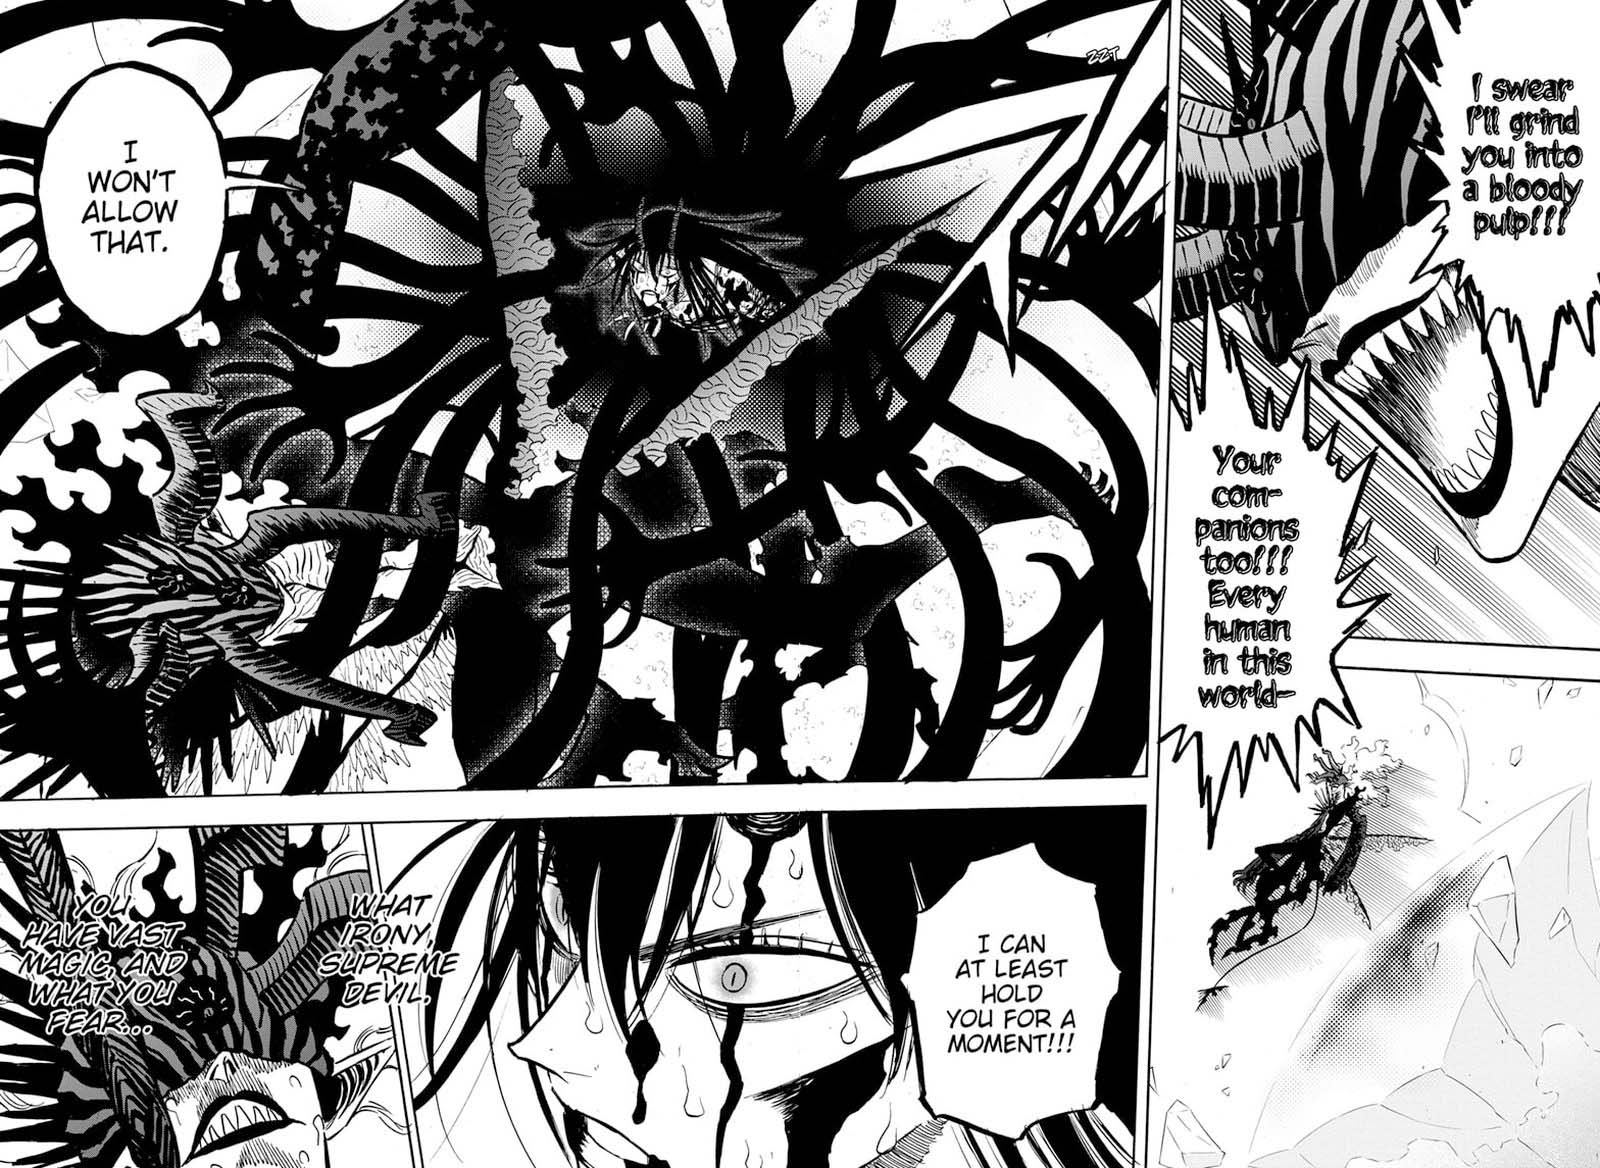 I swear
I'll grind
you into
a bloody
pulp!!!
Your
com-
panions
too!!!
Every
human
in this
world-
ZZT
I
WON'T
ALLOW
THAT.
I CAN
AT LEAST
HOLD
YOU FOR A
MOMENT!!!
WHAT
IRONY,
SUPREME
DEVIL.
YOU
HAVE VAST
MAGIC, AND
WHAT YOU
FEAR...